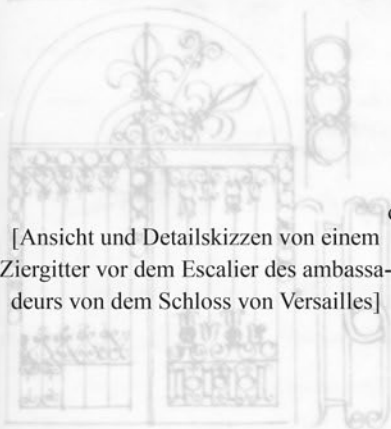 [Ansicht und Detailskizzen von einem
Ziergitter vor dem Escalier des ambassa-
deurs von dem Schloss von Versailles]